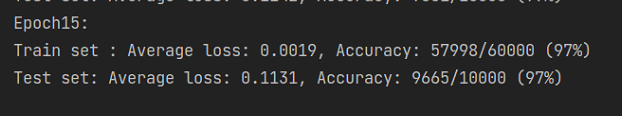 Epoch15:
Train set : Average loss: 0.0019, Accuracy: 57998/60000 (97%)
Test set: Average loss: 0.1131, Accuracy: 9665/10000 (97%)